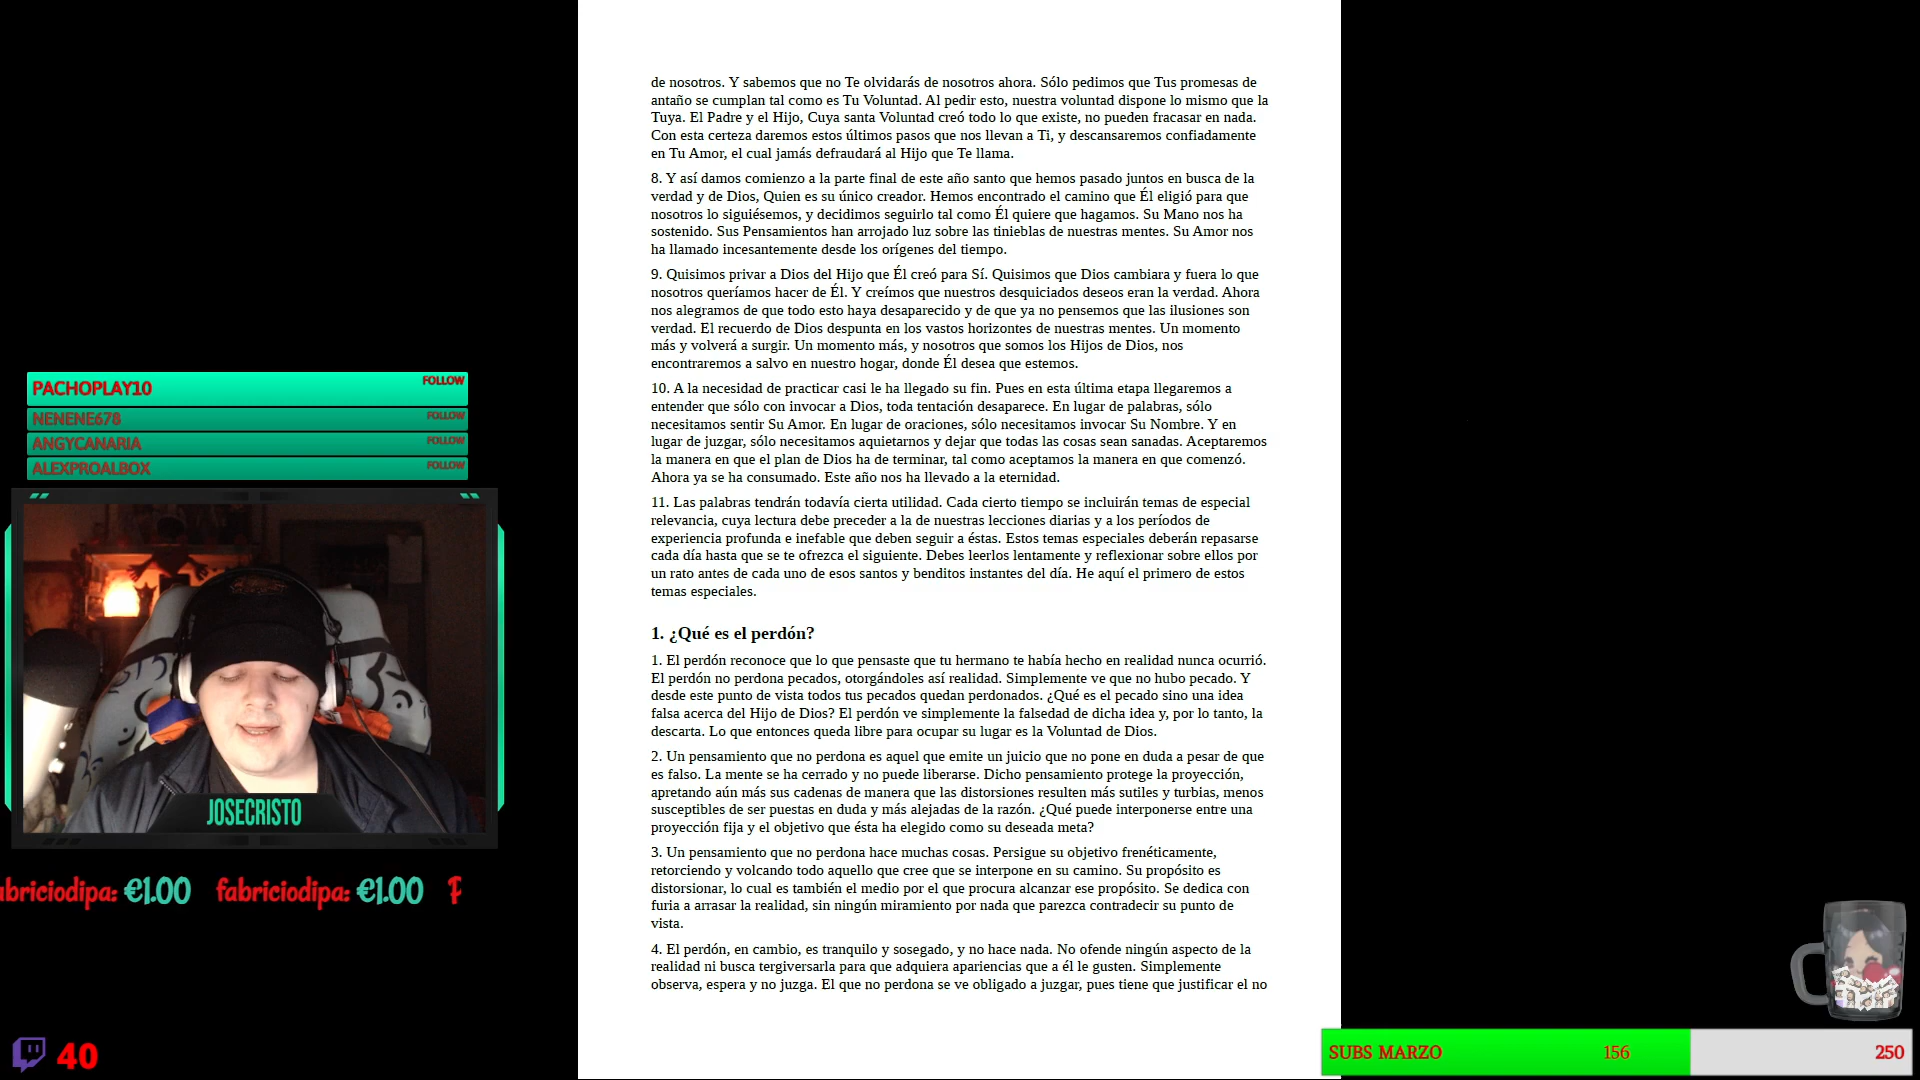 de nosotros. Y sabemos que no Te olvidarás de nosotros ahora. Sólo pedimos que Tus promesas de
antaño se cumplan tal como es Tu Voluntad. Al pedir esto, nuestra voluntad dispone lo mismo que la
Tuya. El Padre y el Hijo, Cuya santa Voluntad creó todo lo que existe, no pueden fracasar en nada.
Con esta certeza daremos estos últimos pasos que nos llevan a Ti, y descansaremos confiadamente
en Tu Amor, el cual jamás defraudará al Hijo que Te llama.
8. Y así damos comienzo a la parte final de este año santo que hemos pasado juntos en busca de la
verdad y de Dios, Quien es su único creador. Hemos encontrado el camino que Él eligió para que
nosotros lo siguiésemos, y decidimos seguirlo tal como Él quiere que hagamos. Su Mano nos ha
sostenido. Sus Pensamientos han arrojado luz sobre las tinieblas de nuestras mentes. Su Amor nos
ha llamado incesantemente desde los orígenes del tiempo.
9. Quisimos privar a Dios del Hijo que Él creó para Sí. Quisimos que Dios cambiara y fuera lo que
nosotros queríamos hacer de Él. Y creímos que nuestros desquiciados deseos eran la verdad. Ahora
nos alegramos de que todo esto haya desaparecido y de que ya no pensemos que las ilusiones son
verdad. El recuerdo de Dios despunta en los vastos horizontes de nuestras mentes. Un momento
más y volverá a surgir. Un momento más, y nosotros que somos los Hijos de Dios, nos
encontraremos a salvo en nuestro hogar, donde Él desea que estemos.
10. A la necesidad de practicar casi le ha llegado su fin. Pues en esta última etapa llegaremos a
entender que sólo con invocar a Dios, toda tentación desaparece. En lugar de palabras, sólo
necesitamos sentir Su Amor. En lugar de oraciones, sólo necesitamos invocar Su Nombre. Y en
lugar de juzgar, sólo necesitamos aquietarnos y dejar que todas las cosas sean sanadas. Aceptaremos
la manera en que el plan de Dios ha de terminar, tal como aceptamos la manera en que comenzó.
Ahora ya se ha consumado. Este año nos ha llevado a la eternidad.
11. Las palabras tendrán todavía cierta utilidad. Cada cierto tiempo se incluirán temas de especial
relevancia, cuya lectura debe preceder a la de nuestras lecciones diarias y a los períodos de
experiencia profunda e inefable que deben seguir a éstas. Estos temas especiales deberán repasarse
cada día hasta que se te ofrezca el siguiente. Debes leerlos lentamente y reflexionar sobre ellos por
un rato antes de cada uno de esos santos y benditos instantes del día. He aquí el primero de estos
temas especiales.
1. ¿Qué es el perdón?
1. El perdón reconoce que lo que pensaste que tu hermano te había hecho en realidad nunca ocurrió.
El perdón no perdona pecados, otorgándoles así realidad. Simplemente ve que no hubo pecado. Y
desde este punto de vista todos tus pecados quedan perdonados. ¿Qué es el pecado sino una idea
falsa acerca del Hijo de Dios? El perdón ve simplemente la falsedad de dicha idea y, por lo tanto, la
descarta. Lo que entonces queda libre para ocupar su lugar es la Voluntad de Dios.
2. Un pensamiento que no perdona es aquel que emite un juicio que no pone en duda a pesar de que
es falso. La mente se ha cerrado y no puede liberarse. Dicho pensamiento protege la proyección,
apretando aún más sus cadenas de manera que las distorsiones resulten más sutiles y turbias, menos
susceptibles de ser puestas en duda y más alejadas de la razón. ¿Qué puede interponerse entre una
proyección fija y el objetivo que ésta ha elegido como su deseada meta?
3. Un pensamiento que no perdona hace muchas cosas. Persigue su objetivo frenéticamente,
retorciendo y volcando todo aquello que cree que se interpone en su camino. Su propósito es
distorsionar, lo cual es también el medio por el que procura alcanzar ese propósito. Se dedica con
furia a arrasar la realidad, sin ningún miramiento por nada que parezca contradecir su punto de
vista.
4. El perdón, en cambio, es tranquilo y sosegado, y no hace nada. No ofende ningún aspecto de la
realidad ni busca tergiversarla para que adquiera apariencias que a él le gusten. Simplemente
observa, espera y no juzga. El que no perdona se ve obligado a juzgar, pues tiene que justificar el no
PACHOPLAY10 FOLLOW
NENENE678 FOLLOW
ANGYCANARIA FOLLOW
ALEXPROALBOX FOLLOW
JOSECRISTO
abriciodipa: €1.00 fabriciodipa: €1.00
40
SUBS MARZO 156 250